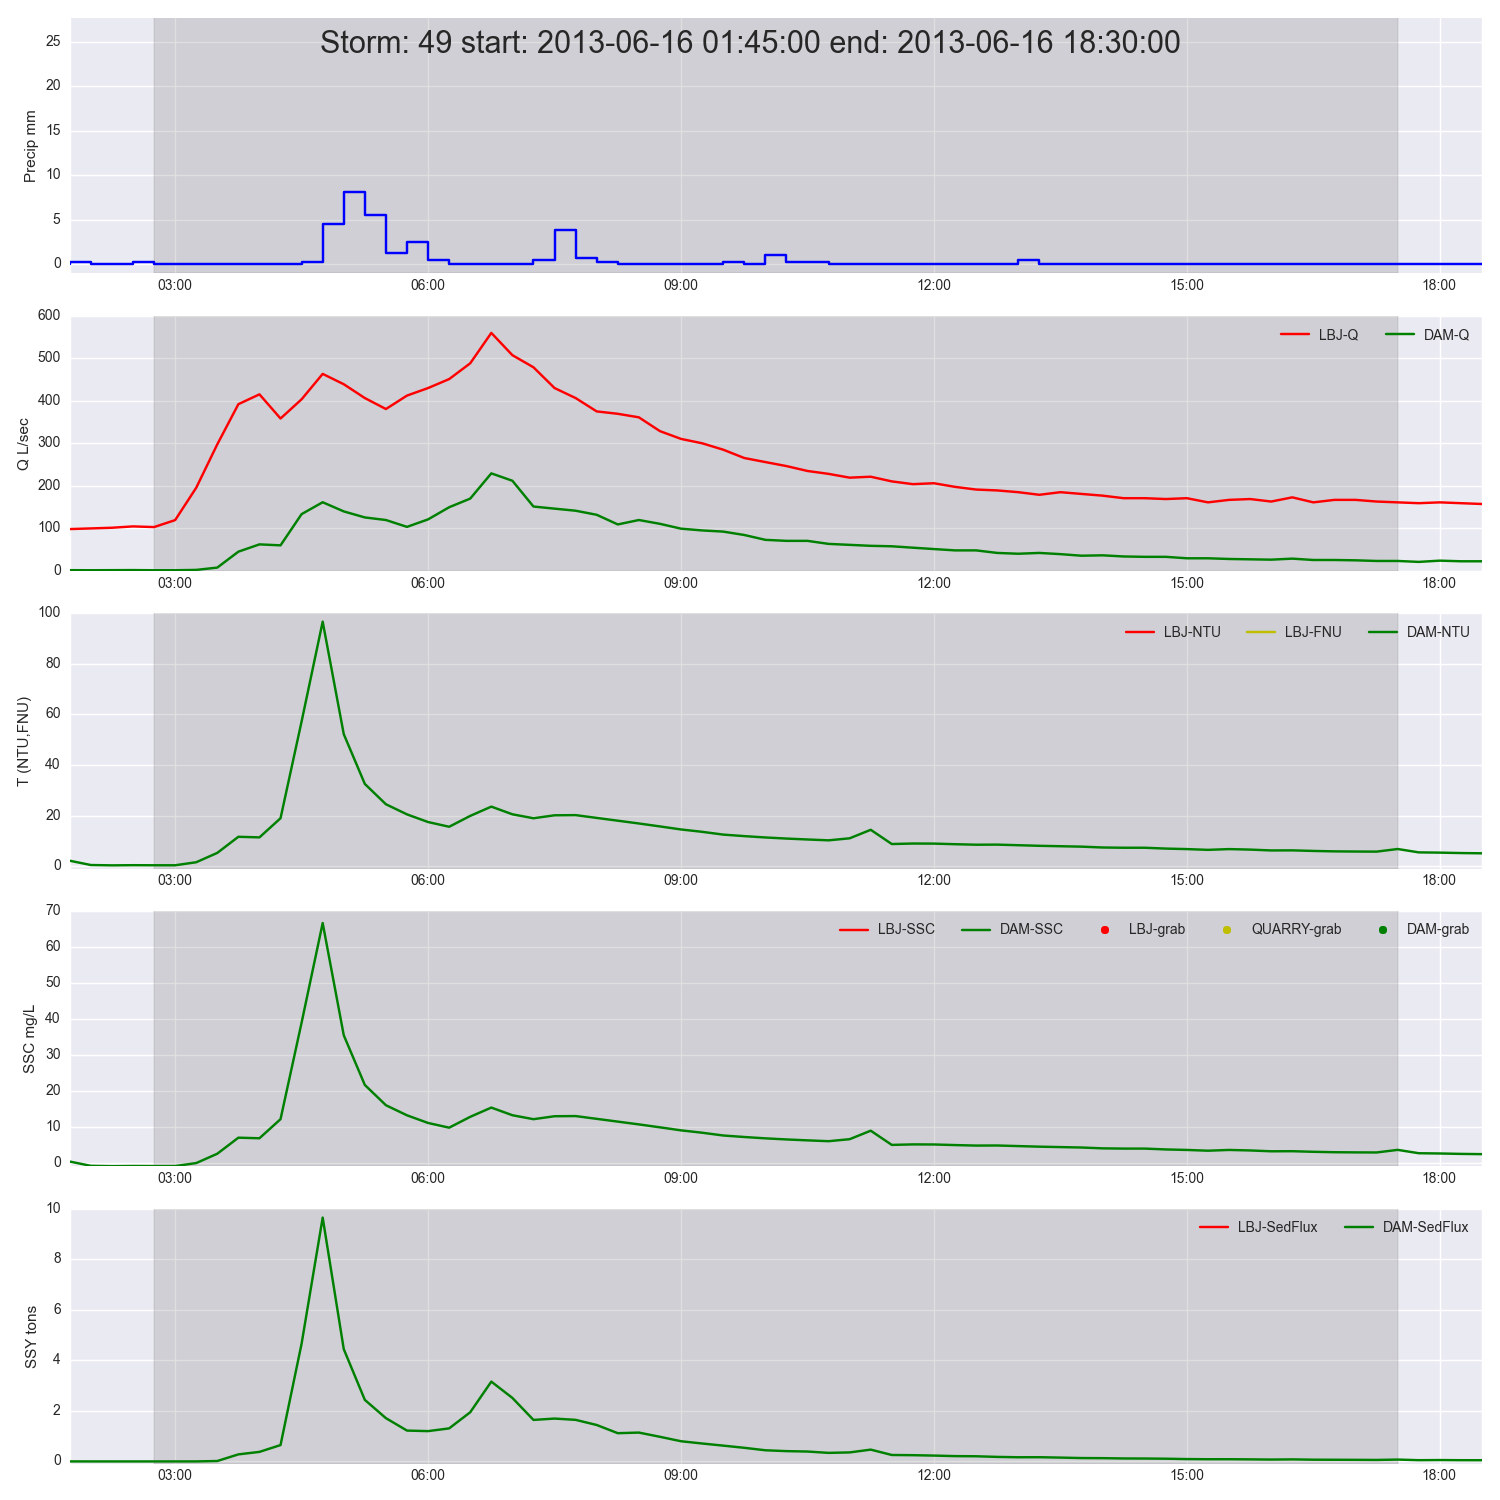 Storm: 49 start: 2013-06-16 01:45:00 end: 2013-06-16 18:30:00
Precip mm
25
20
15
10
5
0
03:00 06:00 09:00 12:00 15:00 18:00
Q L/sec
LBJ-Q DAM-Q
600
500
400
300
200
100
0
03:00 06:00 09:00 12:00 15:00 18:00
T (NTU,FNU)
LBJ-NTU LBJ-FNU DAM-NTU
100
80
60
40
20
0
03:00 06:00 09:00 12:00 15:00 18:00
SSC mg/L
LBJ-SSC DAM-SSC LBJ-grab QUARRY-grab DAM-grab
70
60
50
40
30
20
10
0
03:00 06:00 09:00 12:00 15:00 18:00
SSY tons
LBJ-SedFlux DAM-SedFlux
10
8
6
4
2
0
03:00 06:00 09:00 12:00 15:00 18:00